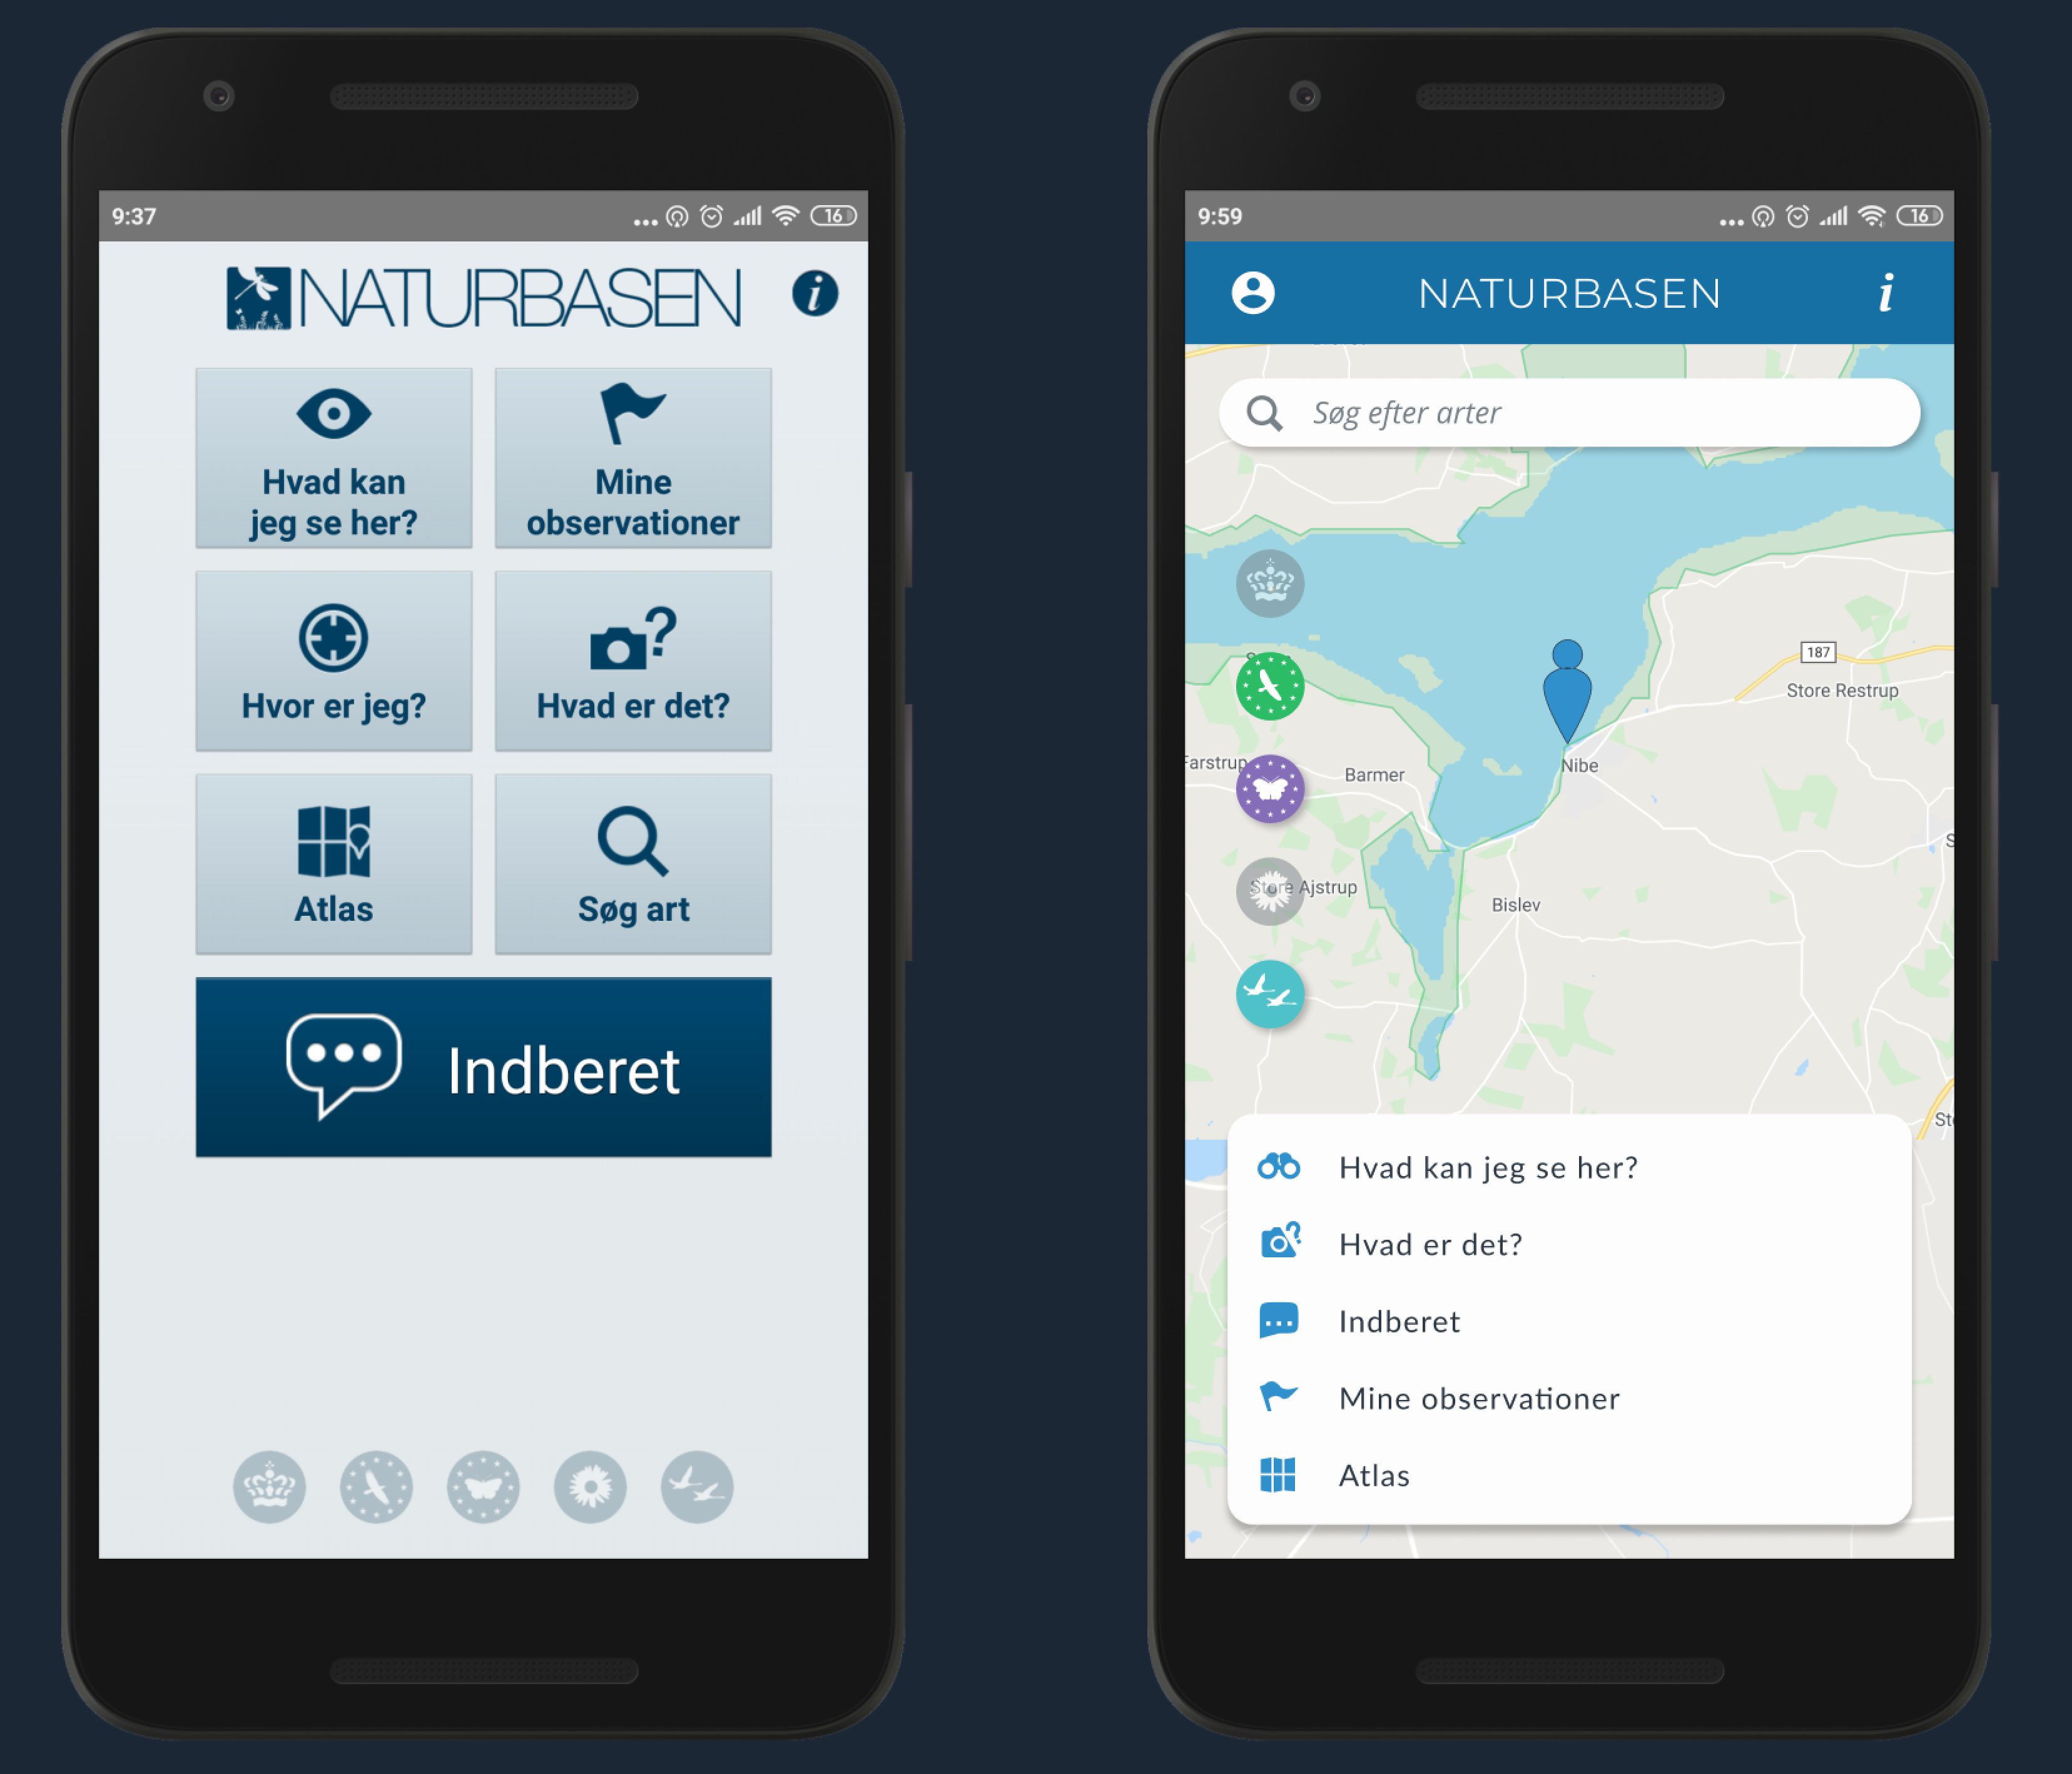 9:37
16
NATURBASEN
i
Hvad kan
jeg se her?
Mine
observationer
Hvor er jeg?
?
Hvad er det?
Atlas
Søg art
Indberet
9:59
16
NATURBASEN
i
Søg efter arter
187
Store Restrup
Farstrup
Barmer
Nibe
Store Ajstrup
Bislev
Hvad kan jeg se her?
?
Hvad er det?
Indberet
Mine observationer
Atlas